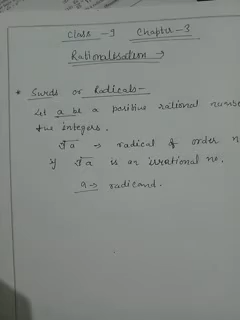 Class - 9 Chapter - 3
Rationalisation →
* Surds or Radicals -
Let a be a positive rational numbe
+ve integers.
ⁿ√a → radical of order n
if ⁿ√a is an irrational no.
a → radicand.